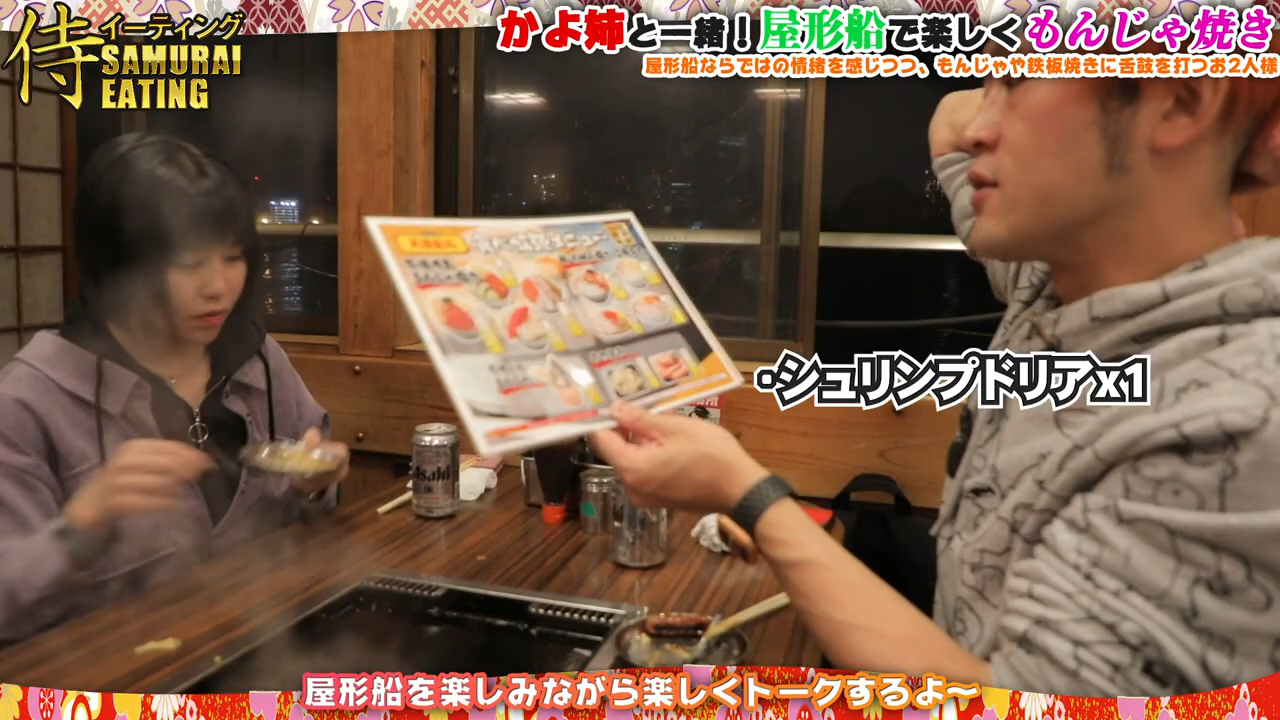 侍
イーティング
SAMURAI
EATING
かよ姉と一緒！屋形船で楽しくもんじゃ焼き
屋形船ならではの情緒を感じつつ、もんじゃや鉄板焼きに舌鼓を打つお2人様
・シュリンプドリアx1
Asahi
屋形船を楽しみながら楽しくトークするよ～